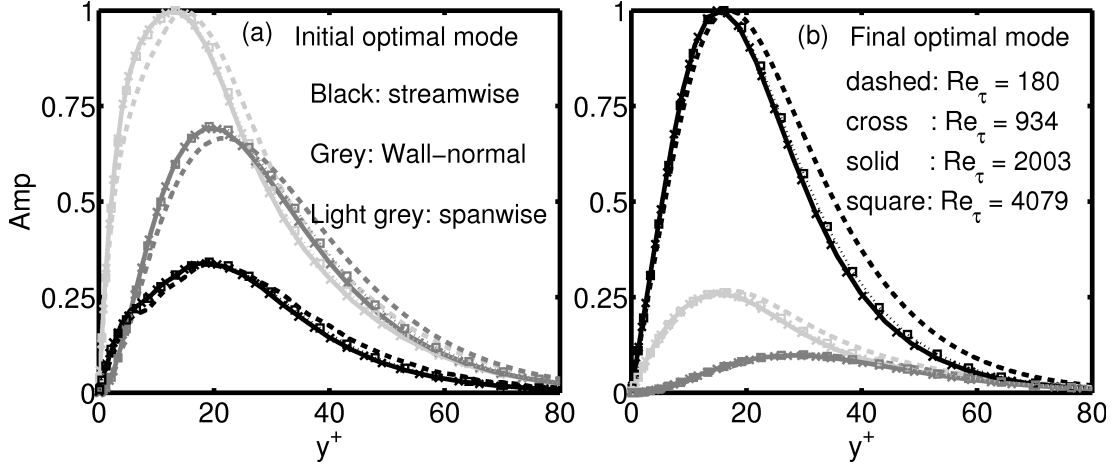 (a) Initial optimal mode
Black: streamwise
Grey: Wall-normal
Light grey: spanwise
Amp
1
0.75
0.5
0.25
0
0 20 40 60 80
y+
(b) Final optimal mode
dashed: Reτ = 180
cross : Reτ = 934
solid : Reτ = 2003
square: Reτ = 4079
1
0.75
0.5
0.25
0
0 20 40 60 80
y+